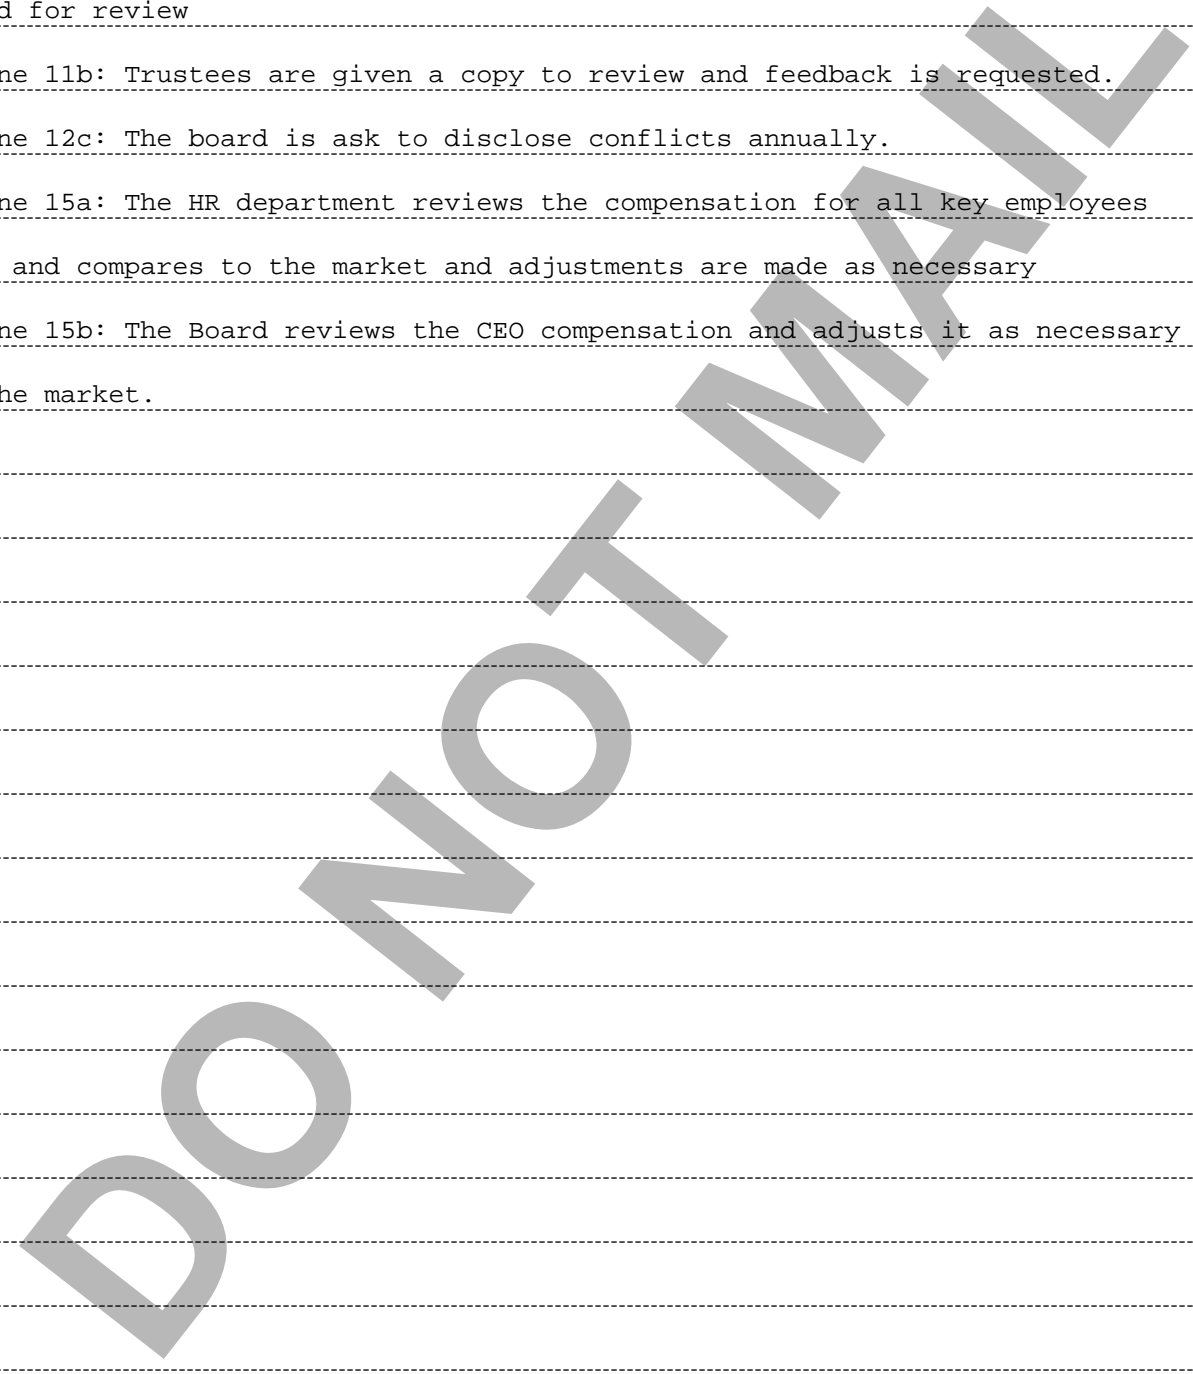 d for review
ne 11b: Trustees are given a copy to review and feedback is requested.
ne 12c: The board is ask to disclose conflicts annually.
ne 15a: The HR department reviews the compensation for all key employees
and compares to the market and adjustments are made as necessary
ne 15b: The Board reviews the CEO compensation and adjusts it as necessary
he market.
DO NOT MAIL